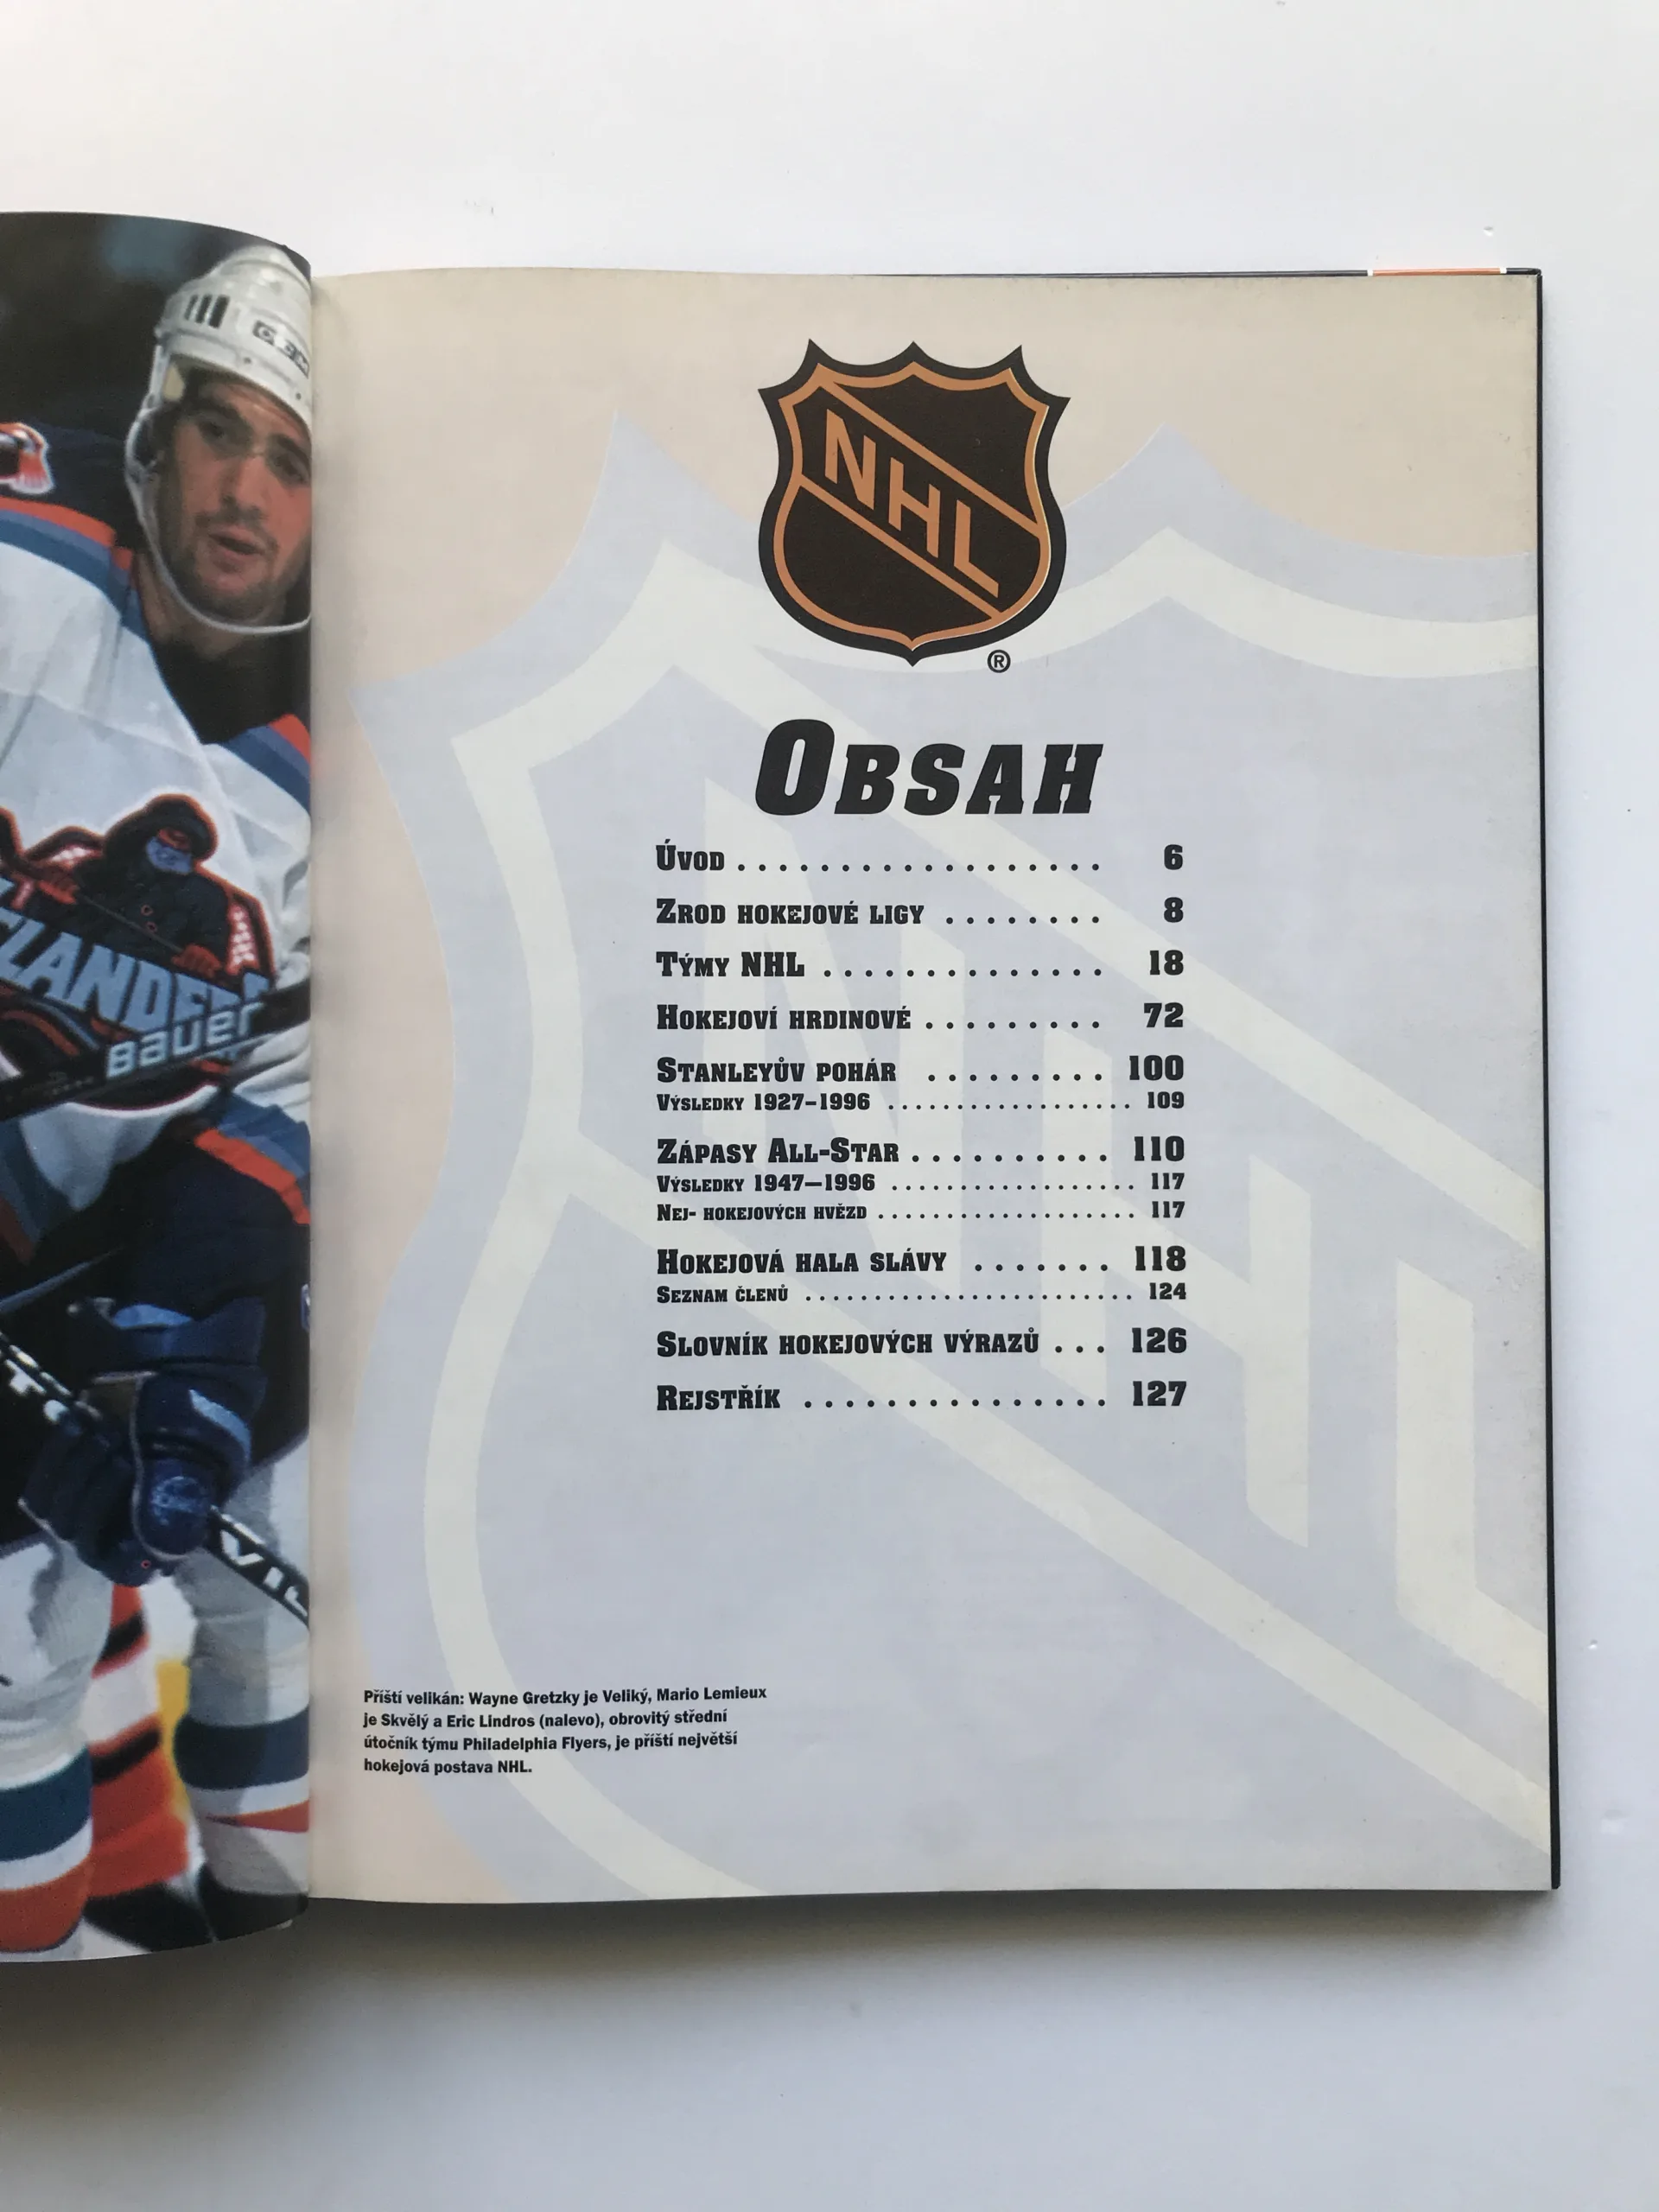 NHL
®
OBSAH
ÚVOD . . . . . . . . . . . . . . . . . . 6
ZROD HOKEJOVÉ LIGY . . . . . . . . 8
TÝMY NHL . . . . . . . . . . . . . . 18
HOKEJOVÍ HRDINOVÉ . . . . . . . . . 72
STANLEYŮV POHÁR . . . . . . . . . 100
VÝSLEDKY 1927–1996 . . . . . . . . . . . . . . . . . . 109
ZÁPASY ALL-STAR . . . . . . . . . . 110
VÝSLEDKY 1947–1996 . . . . . . . . . . . . . . . . . . 117
NEJ- HOKEJOVÝCH HVĚZD . . . . . . . . . . . . . . . . . . . 117
HOKEJOVÁ HALA SLÁVY . . . . . . . 118
SEZNAM ČLENŮ . . . . . . . . . . . . . . . . . . . . . . . . 124
SLOVNÍK HOKEJOVÝCH VÝRAZŮ . . . 126
REJSTŘÍK . . . . . . . . . . . . . . . 127
Příští velikán: Wayne Gretzky je Veliký, Mario Lemieux
je Skvělý a Eric Lindros (nalevo), obrovitý střední
útočník týmu Philadelphia Flyers, je příští největší
hokejová postava NHL.
BAUER
NHL